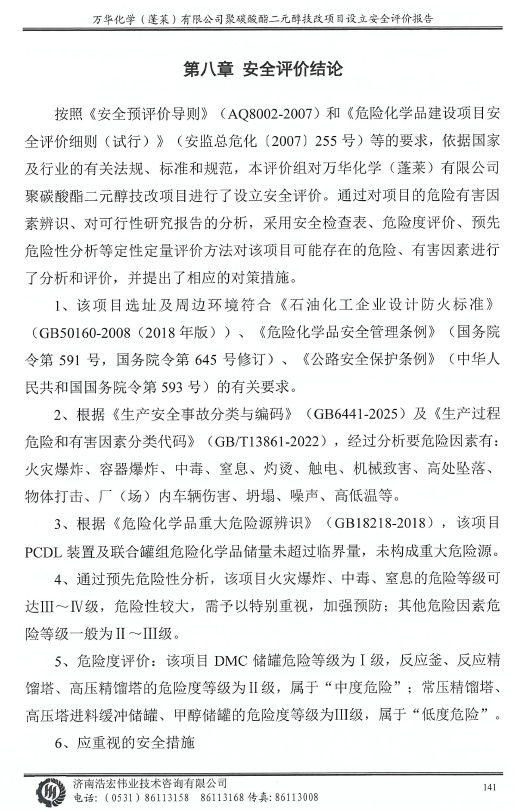 万华化学（蓬莱）有限公司聚碳酸酯二元醇技改项目设立安全评价报告
第八章 安全评价结论
按照《安全预评价导则》（AQ8002-2007）和《危险化学品建设项目安
全评价细则（试行）》（安监总危化〔2007〕255 号）等的要求，依据国家
及行业的有关法规、标准和规范，本评价组对万华化学（蓬莱）有限公司
聚碳酸酯二元醇技改项目进行了设立安全评价。通过对项目的危险有害因
素辨识、对可行性研究报告的分析，采用安全检查表、危险度评价、预先
危险性分析等定性定量评价方法对该项目可能存在的危险、有害因素进行
了分析和评价，并提出了相应的对策措施。
1、该项目选址及周边环境符合《石油化工企业设计防火标准》
（GB50160-2008（2018 年版））、《危险化学品安全管理条例》（国务院
令第 591 号，国务院令第 645 号修订）、《公路安全保护条例》（中华人
民共和国国务院令第 593 号）的有关要求。
2、根据《生产安全事故分类与编码》（GB6441-2025）及《生产过程
危险和有害因素分类代码》（GB/T13861-2022），经过分析要危险因素有：
火灾爆炸、容器爆炸、中毒、窒息、灼烫、触电、机械致害、高处坠落、
物体打击、厂（场）内车辆伤害、坍塌、噪声、高低温等。
3、根据《危险化学品重大危险源辨识》（GB18218-2018），该项目
PCDL 装置及联合罐组危险化学品储量未超过临界量，未构成重大危险源。
4、通过预先危险性分析，该项目火灾爆炸、中毒、窒息的危险等级可
达Ⅲ～Ⅳ级，危险性较大，需予以特别重视，加强预防；其他危险因素危
险等级一般为Ⅱ～Ⅲ级。
5、危险度评价：该项目 DMC 储罐危险等级为Ⅰ级，反应釜、反应精
馏塔、高压精馏塔的危险度等级为Ⅱ级，属于“中度危险”；常压精馏塔、
高压塔进料缓冲储罐、甲醇储罐的危险度等级为Ⅲ级，属于“低度危险”。
6、应重视的安全措施
济南浩宏伟业技术咨询有限公司
电话：（0531）86113158 86113168 传真: 86113008
141